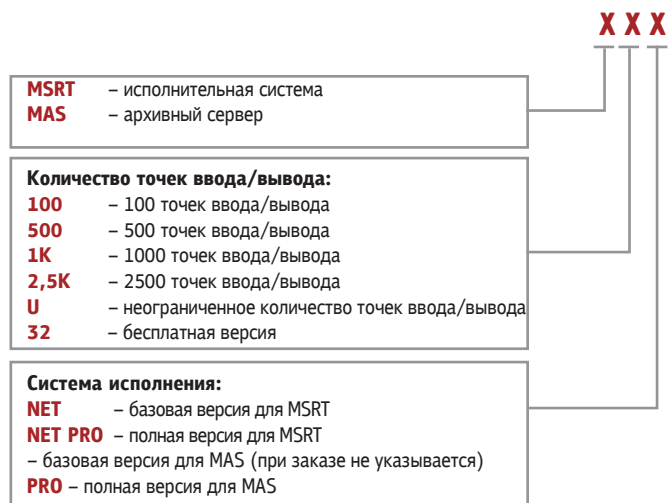 X X X
MSRT – исполнительная система
MAS – архивный сервер
Количество точек ввода/вывода:
100 – 100 точек ввода/вывода
500 – 500 точек ввода/вывода
1K – 1000 точек ввода/вывода
2,5K – 2500 точек ввода/вывода
U – неограниченное количество точек ввода/вывода
32 – бесплатная версия
Система исполнения:
NET – базовая версия для MSRT
NET PRO – полная версия для MSRT
– базовая версия для MAS (при заказе не указывается)
PRO – полная версия для MAS